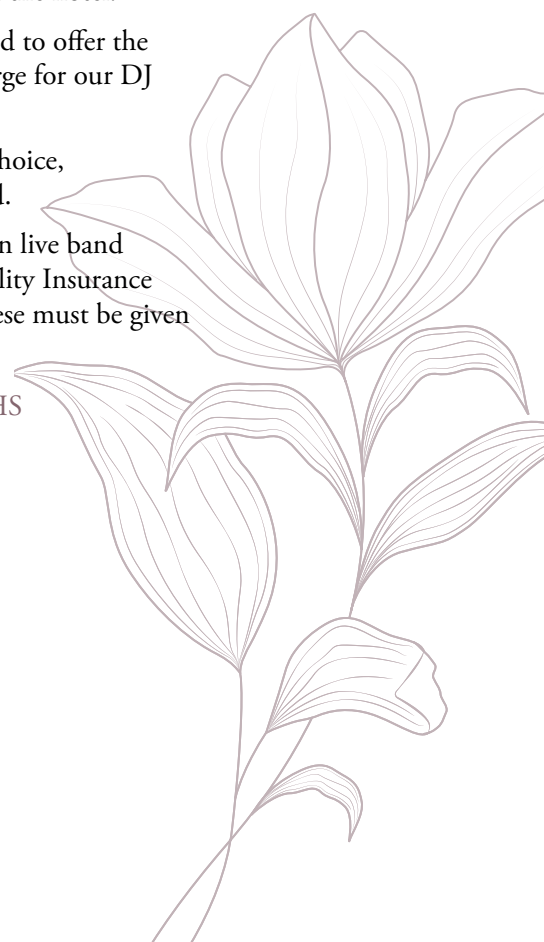 d to offer the
rge for our DJ
hoice,
d.
n live band
lity Insurance
ese must be given
HS